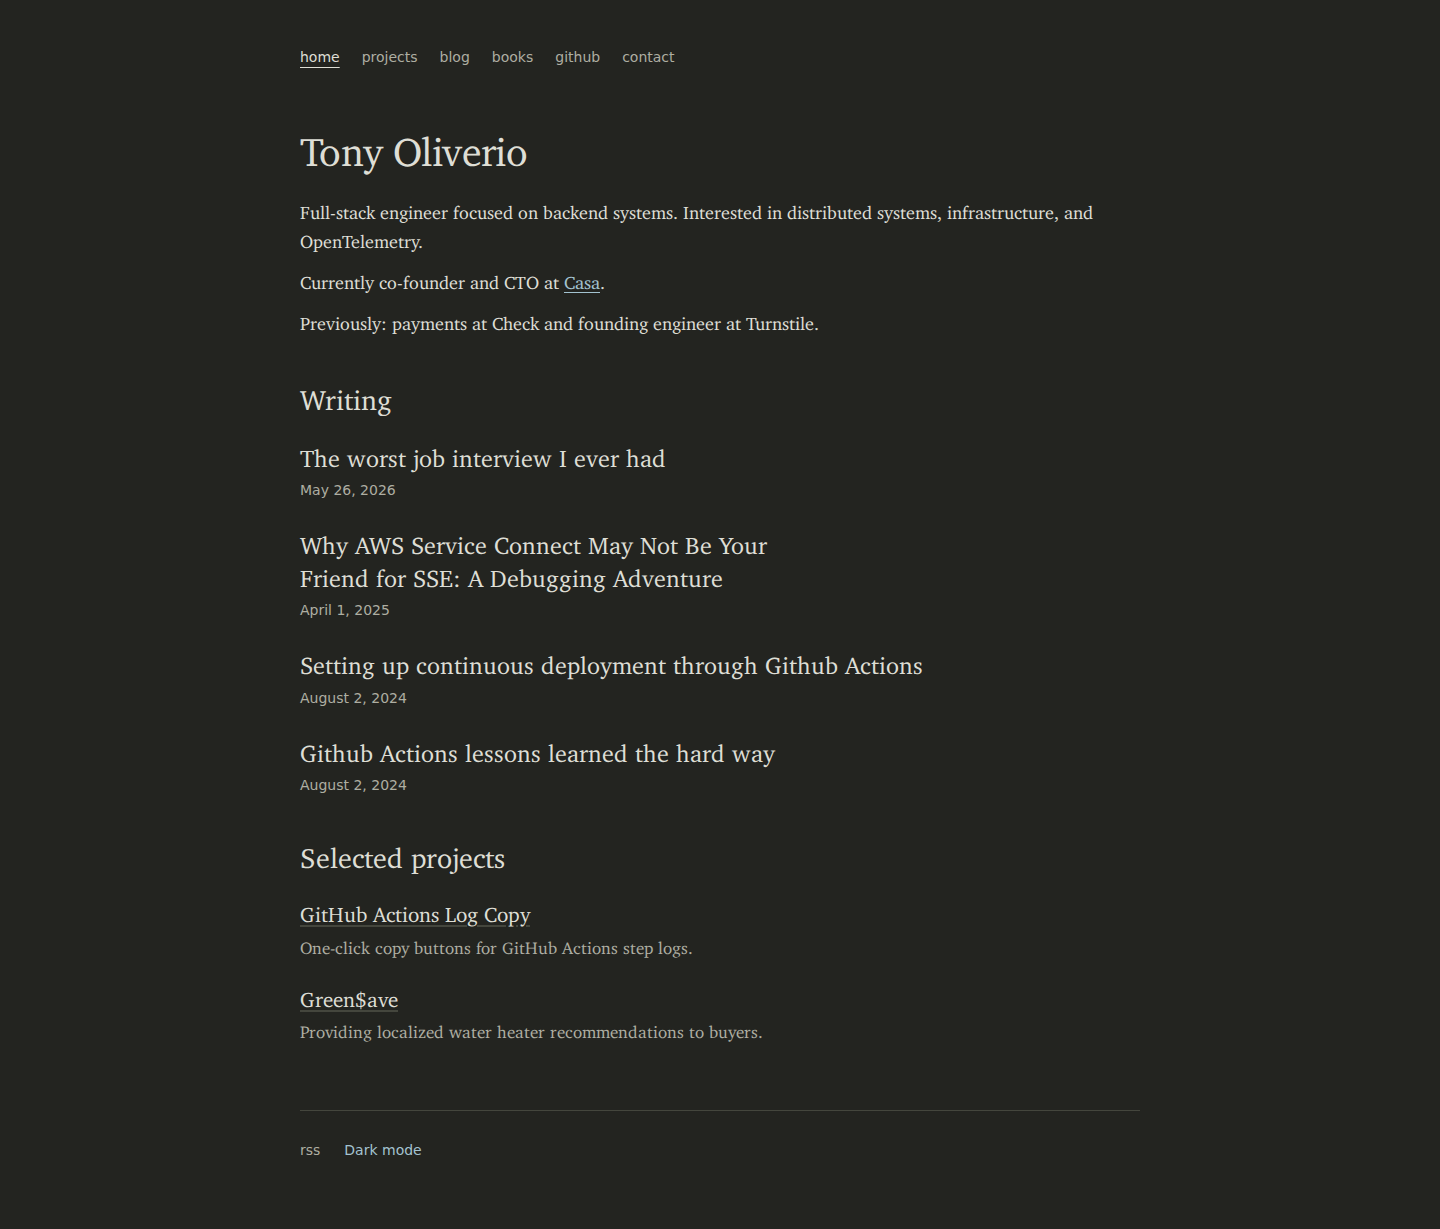 home projects blog books github contact
Tony Oliverio
Full-stack engineer focused on backend systems. Interested in distributed systems, infrastructure, and
OpenTelemetry.
Currently co-founder and CTO at Casa.
Previously: payments at Check and founding engineer at Turnstile.
Writing
The worst job interview I ever had
May 26, 2026
Why AWS Service Connect May Not Be Your
Friend for SSE: A Debugging Adventure
April 1, 2025
Setting up continuous deployment through Github Actions
August 2, 2024
Github Actions lessons learned the hard way
August 2, 2024
Selected projects
GitHub Actions Log Copy
One-click copy buttons for GitHub Actions step logs.
Green$ave
Providing localized water heater recommendations to buyers.
rss Dark mode